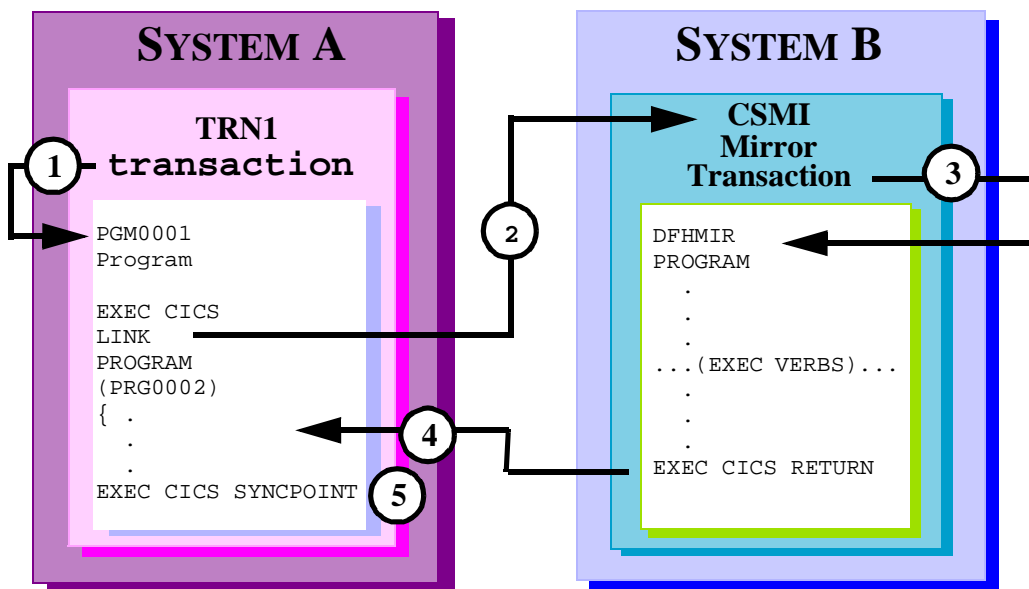 SYSTEM A
TRN1
transaction
1
PGM0001
Program
EXEC CICS
LINK
PROGRAM
(PRG0002)
{ .
.
.
EXEC CICS SYNCPOINT
5
2
4
SYSTEM B
CSMI
Mirror
Transaction
3
DFHMIR
PROGRAM
.
.
.
...(EXEC VERBS)...
.
.
.
EXEC CICS RETURN